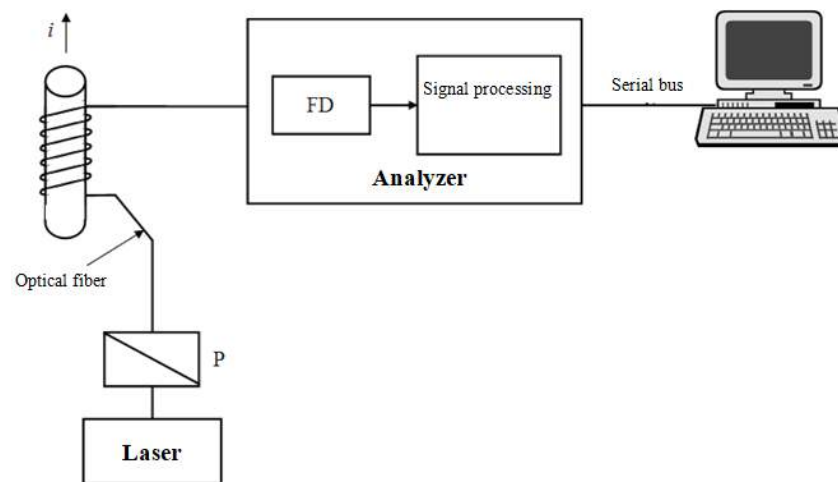 i
FD
Signal processing
Serial bus
Analyzer
Optical fiber
P
Laser